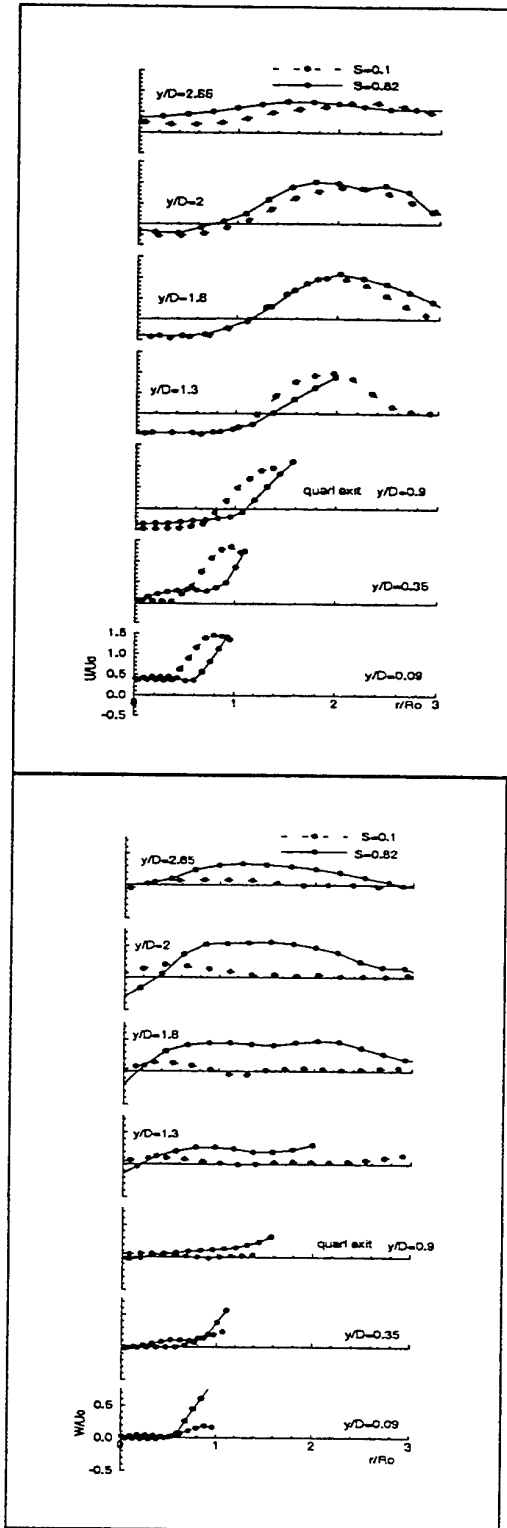 S=0.1
S=0.82
y/D=2.66
y/D=2
y/D=1.8
y/D=1.3
quarl exit y/D=0.9
y/D=0.35
U/Uo
1.5
1.0
0.5
0.0
-0.5
y/D=0.09
0 1 2 3
r/Ro
S=0.1
S=0.82
y/D=2.65
y/D=2
y/D=1.8
y/D=1.3
quarl exit y/D=0.9
y/D=0.35
W/Uo
0.5
0.0
-0.5
y/D=0.09
0 1 2 3
r/Ro